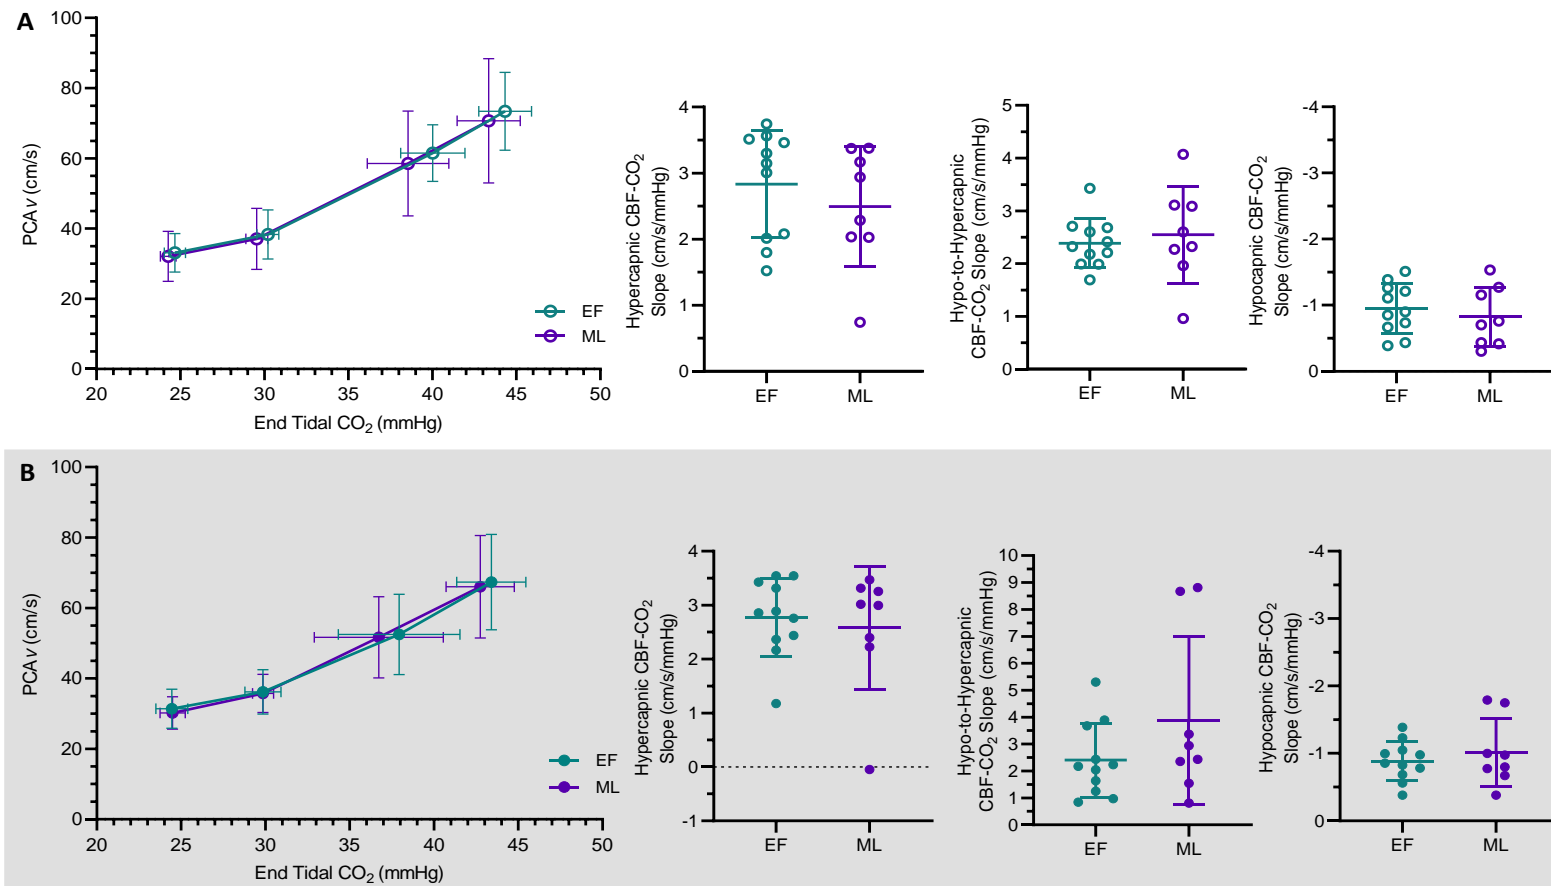 A
100
80
60
40
20
0
PCAv (cm/s)
20 25 30 35 40 45 50
End Tidal CO2 (mmHg)
EF
ML
Hypercapnic CBF-CO2
Slope (cm/s/mmHg)
4
3
2
1
0
EF ML
Hypo-to-Hypercapnic
CBF-CO2 Slope (cm/s/mmHg)
5
4
3
2
1
0
EF ML
Hypocapnic CBF-CO2
Slope (cm/s/mmHg)
-4
-3
-2
-1
0
EF ML
B
100
80
60
40
20
0
PCAv (cm/s)
20 25 30 35 40 45 50
End Tidal CO2 (mmHg)
EF
ML
Hypercapnic CBF-CO2
Slope (cm/s/mmHg)
4
3
2
1
0
-1
EF ML
Hypo-to-Hypercapnic
CBF-CO2 Slope (cm/s/mmHg)
10
9
8
7
6
5
4
3
2
1
0
EF ML
Hypocapnic CBF-CO2
Slope (cm/s/mmHg)
-4
-3
-2
-1
0
EF ML